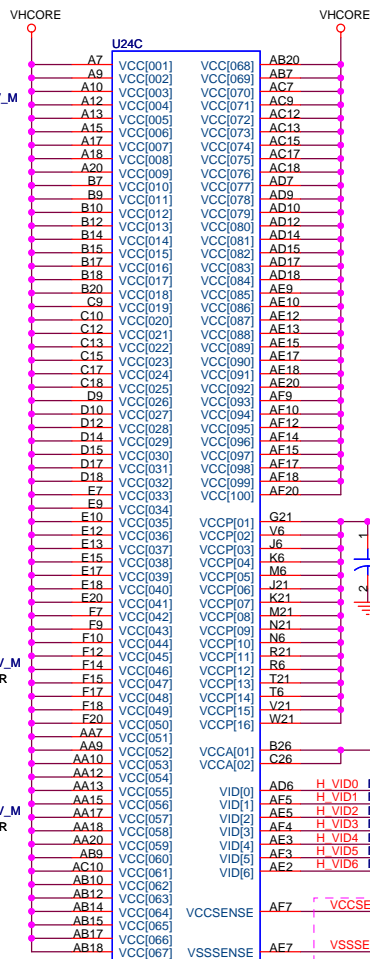 VHCORE VHCORE
U24C
A7 VCC[001] VCC[068] AB20
A9 VCC[002] VCC[069] AB7
A10 VCC[003] VCC[070] AC7
V_M A12 VCC[004] VCC[071] AC9
A13 VCC[005] VCC[072] AC12
A15 VCC[006] VCC[073] AC13
A17 VCC[007] VCC[074] AC15
A18 VCC[008] VCC[075] AC17
A20 VCC[009] VCC[076] AC18
B7 VCC[010] VCC[077] AD7
B9 VCC[011] VCC[078] AD9
B10 VCC[012] VCC[079] AD10
B12 VCC[013] VCC[080] AD12
B14 VCC[014] VCC[081] AD14
B15 VCC[015] VCC[082] AD15
B17 VCC[016] VCC[083] AD17
B18 VCC[017] VCC[084] AD18
B20 VCC[018] VCC[085] AE9
C9 VCC[019] VCC[086] AE10
C10 VCC[020] VCC[087] AE12
C12 VCC[021] VCC[088] AE13
C13 VCC[022] VCC[089] AE15
C15 VCC[023] VCC[090] AE17
C17 VCC[024] VCC[091] AE18
C18 VCC[025] VCC[092] AE20
D9 VCC[026] VCC[093] AF9
D10 VCC[027] VCC[094] AF10
D12 VCC[028] VCC[095] AF12
D14 VCC[029] VCC[096] AF14
D15 VCC[030] VCC[097] AF15
D17 VCC[031] VCC[098] AF17
D18 VCC[032] VCC[099] AF18
E7 VCC[033] VCC[100] AF20
E9 VCC[034]
E10 VCC[035] VCCP[01] G21
E12 VCC[036] VCCP[02] V6 1
E13 VCC[037] VCCP[03] J6
E15 VCC[038] VCCP[04] K6
E17 VCC[039] VCCP[05] M6
E18 VCC[040] VCCP[06] J21 2
E20 VCC[041] VCCP[07] K21
F7 VCC[042] VCCP[08] M21
F9 VCC[043] VCCP[09] N21
F10 VCC[044] VCCP[10] N6
F12 VCC[045] VCCP[11] R21
V_M F14 VCC[046] VCCP[12] R6
R F15 VCC[047] VCCP[13] T21
F17 VCC[048] VCCP[14] T6
F18 VCC[049] VCCP[15] V21
F20 VCC[050] VCCP[16] W21
AA7 VCC[051]
AA9 VCC[052] VCCA[01] B26
AA10 VCC[053] VCCA[02] C26
AA12 VCC[054]
AA13 VCC[055] VID[0] AD6 H_VID0
AA15 VCC[056] VID[1] AF5 H_VID1
V_M AA17 VCC[057] VID[2] AE5 H_VID2
R AA18 VCC[058] VID[3] AF4 H_VID3
AA20 VCC[059] VID[4] AE3 H_VID4
AB9 VCC[060] VID[5] AF3 H_VID5
AC10 VCC[061] VID[6] AE2 H_VID6
AB10 VCC[062]
AB12 VCC[063]
AB14 VCC[064] VCCSENSE AF7 VCCSE
AB15 VCC[065]
AB17 VCC[066]
AB18 VCC[067] VSSSENSE AE7 VSSSE